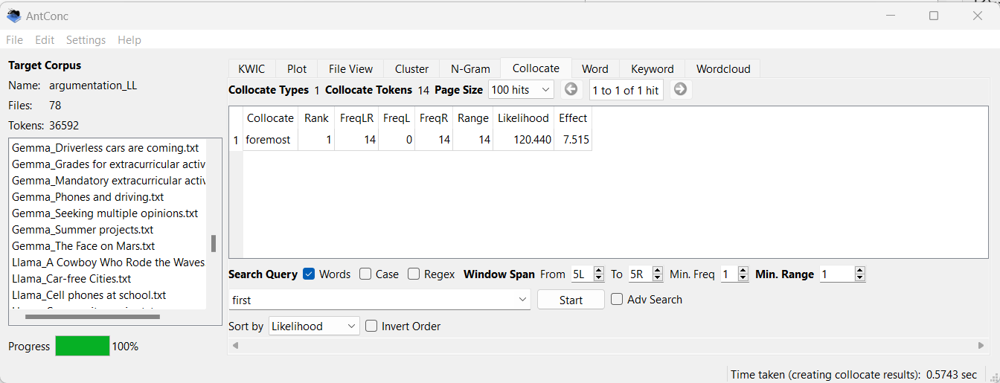 AntConc
File Edit Settings Help
Target Corpus
Name: argumentation_LL
Files: 78
Tokens: 36592
Gemma_Driverless cars are coming.txt
Gemma_Grades for extracurricular activ
Gemma_Mandatory extracurricular activ
Gemma_Phones and driving.txt
Gemma_Seeking multiple opinions.txt
Gemma_Summer projects.txt
Gemma_The Face on Mars.txt
Llama_A Cowboy Who Rode the Waves
Llama_Car-free Cities.txt
Llama_Cell phones at school.txt
Progress 100%
KWIC Plot File View Cluster N-Gram Collocate Word Keyword Wordcloud
Collocate Types 1 Collocate Tokens 14 Page Size 100 hits 1 to 1 of 1 hit
Collocate Rank FreqLR FreqL FreqR Range Likelihood Effect
1 foremost 1 14 0 14 14 120.440 7.515
Search Query Words Case Regex Window Span From 5L To 5R Min. Freq 1 Min. Range 1
first Start Adv Search
Sort by Likelihood Invert Order
Time taken (creating collocate results): 0.5743 sec